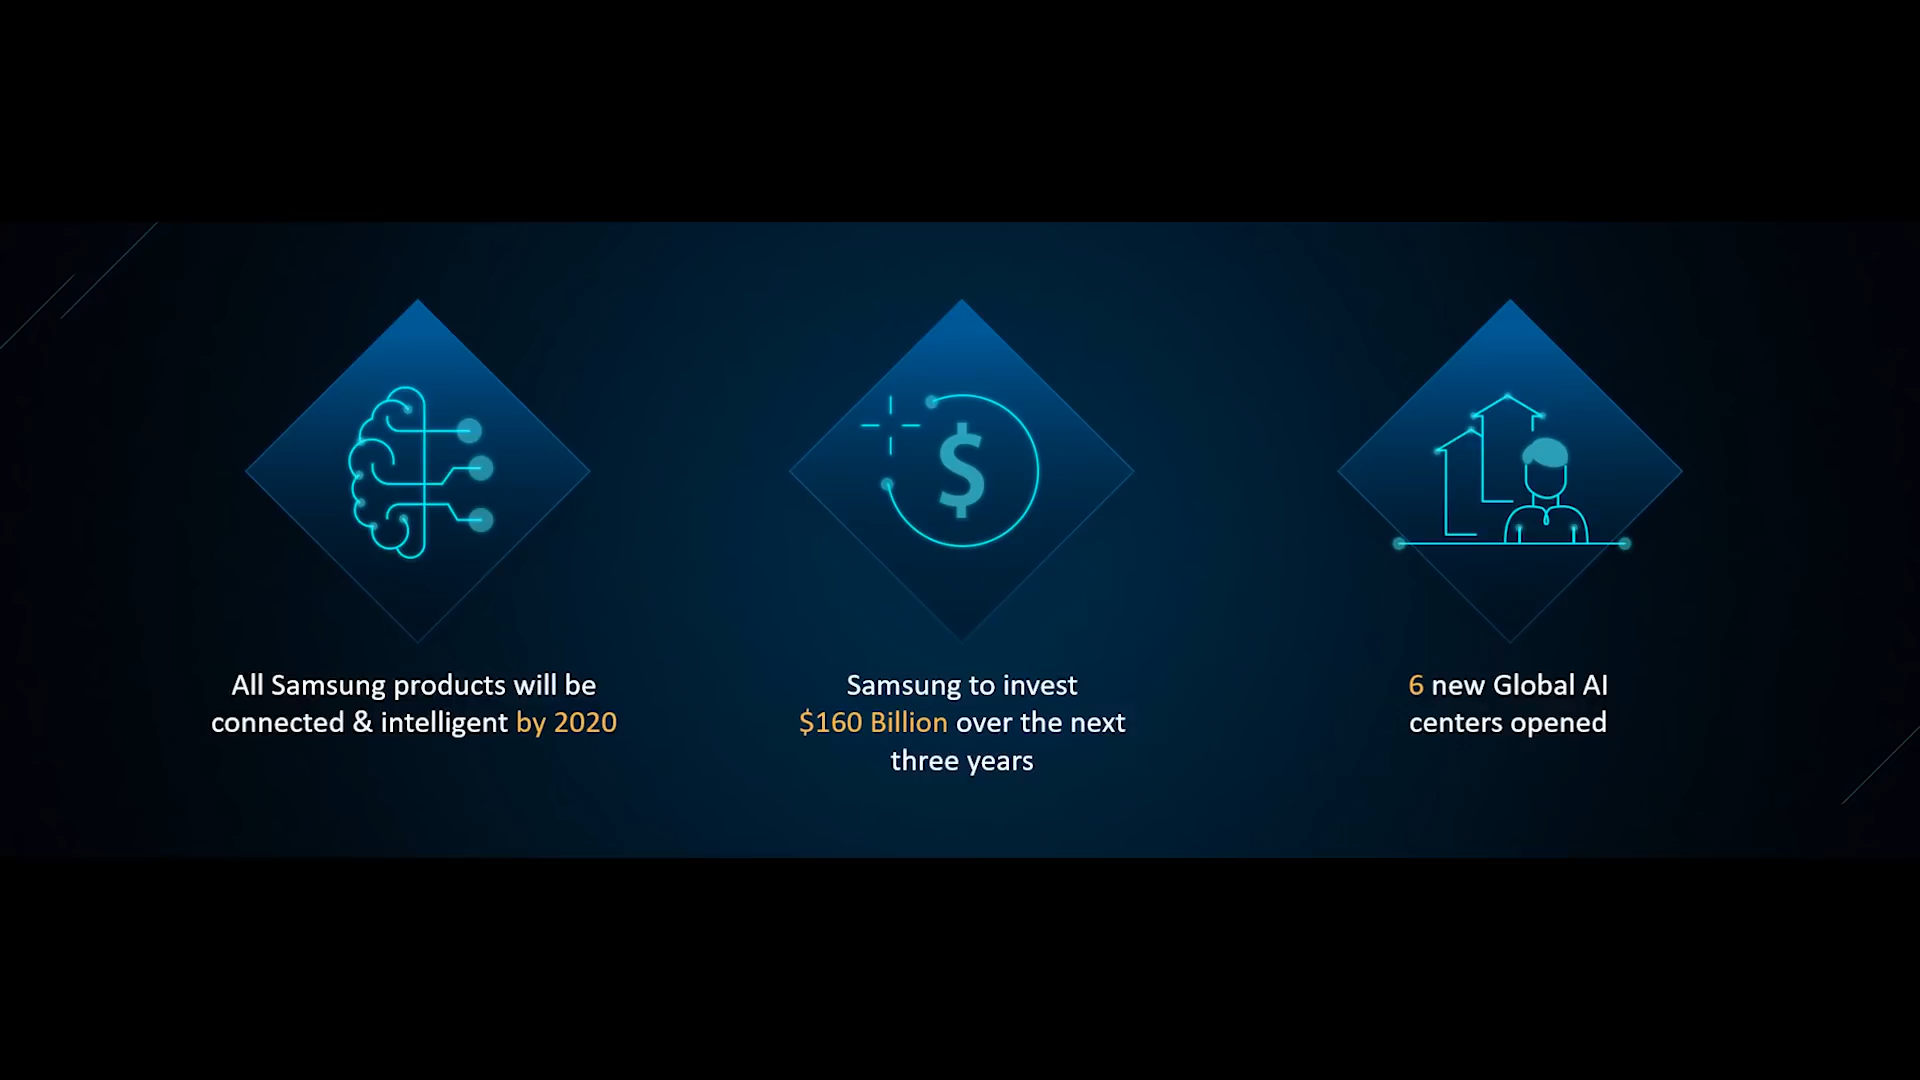 All Samsung products will be
connected & intelligent by 2020
Samsung to invest
$160 Billion over the next
three years
6 new Global AI
centers opened